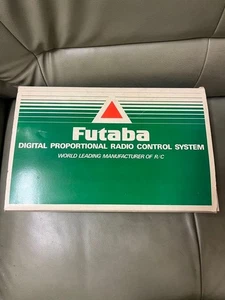 Futaba
DIGITAL PROPORTIONAL RADIO CONTROL SYSTEM
WORLD LEADING MANUFACTURER OF R/C